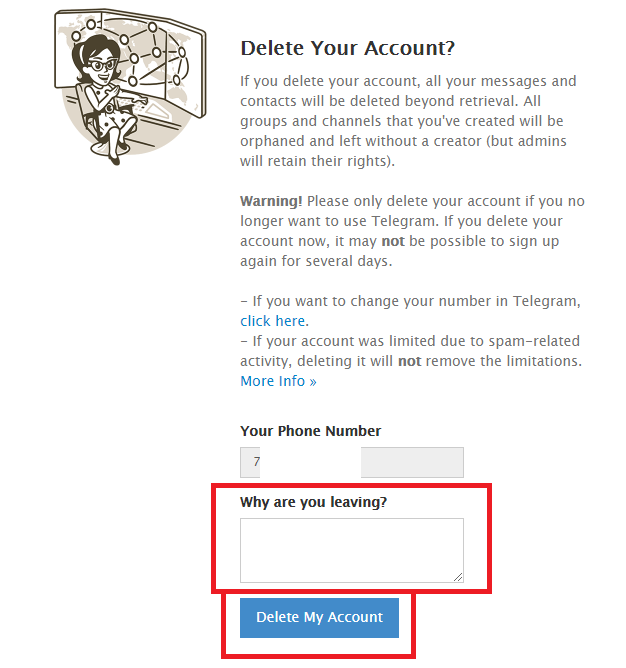 Delete Your Account?
If you delete your account, all your messages and
contacts will be deleted beyond retrieval. All
groups and channels that you've created will be
orphaned and left without a creator (but admins
will retain their rights).
Warning! Please only delete your account if you no
longer want to use Telegram. If you delete your
account now, it may not be possible to sign up
again for several days.
– If you want to change your number in Telegram,
click here.
– If your account was limited due to spam-related
activity, deleting it will not remove the limitations.
More Info »
Your Phone Number
7
Why are you leaving?
Delete My Account